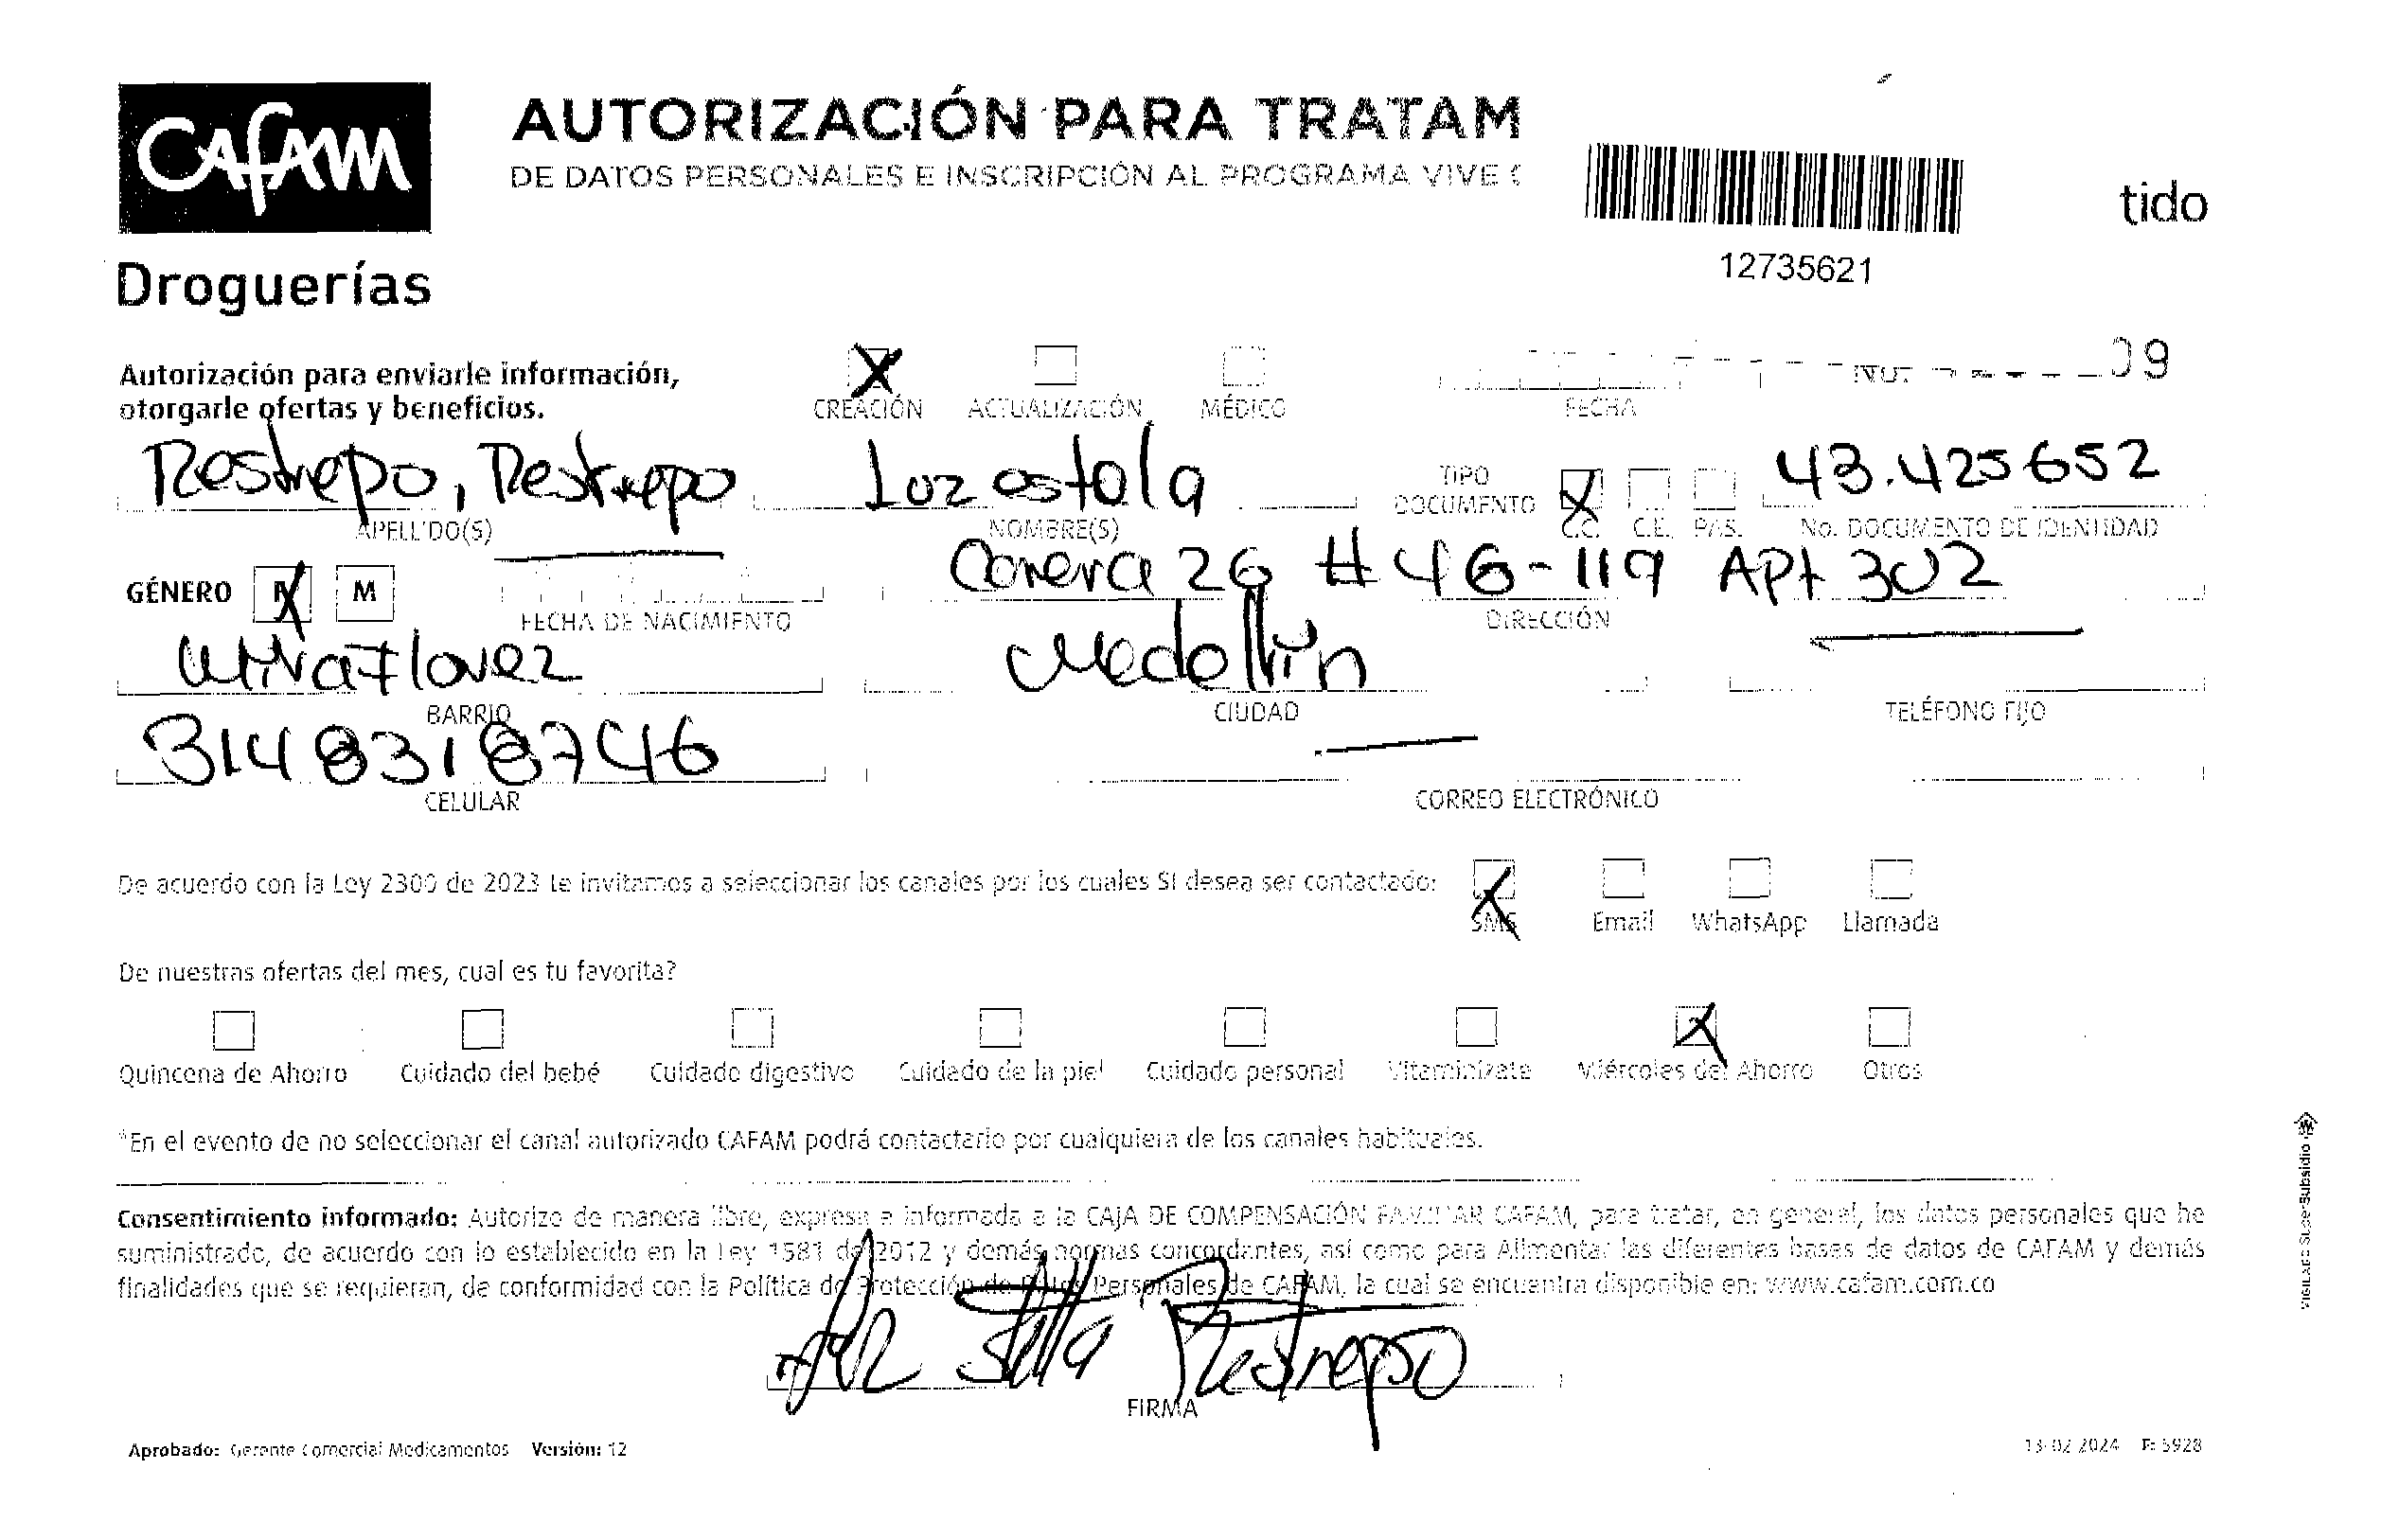 CAFAM
Droguerías
AUTORIZACIÓN PARA TRATAM
DE DATOS PERSONALES E INSCRIPCIÓN AL PROGRAMA VIVE
tido
12735621
Autorización para enviarle información,
otorgarle ofertas y beneficios.
CREACIÓN ACTUALIZACIÓN MÉDICO
FECHA
09
Restrepo, Restrepo Luz estela 43.425652
APELLIDO(S) NOMBRE(S) TIPO DOCUMENTO C.C. C.E. PAS. No. DOCUMENTO DE IDENTIDAD
GÉNERO F M Carrera 26 # 46-119 Apt 302
FECHA DE NACIMIENTO DIRECCIÓN
Miraflorez Medellin
BARRIO CIUDAD TELÉFONO FIJO
3148318746
CELULAR CORREO ELECTRÓNICO
De acuerdo con la Ley 2300 de 2023 Le invitamos a seleccionar los canales por los cuales SI desea ser contactado:
SMS Email WhatsApp Llamada
De nuestras ofertas del mes, cual es tu favorita?
Quincena de Ahorro Cuidado del bebé Cuidado digestivo Cuidado de la piel Cuidado personal Vitaminízate Miércoles del Ahorro Otros
*En el evento de no seleccionar el canal autorizado CAFAM podrá contactarlo por cualquiera de los canales habituales.
Consentimiento informado: Autorizo de manera libre, expresa e informada a la CAJA DE COMPENSACIÓN FAMILIAR CAFAM, para tratar, en general, los datos personales que he
suministrado, de acuerdo con lo establecido en la Ley 1581 de 2012 y demás normas concordantes, así como para Alimentar las diferentes bases de datos de CAFAM y demás
finalidades que se requieran, de conformidad con la Política de Protección de Datos Personales de CAFAM, la cual se encuentra disponible en: www.cafam.com.co
Luz Stella Restrepo
FIRMA
Aprobado: Gerente Comercial Medicamentos Versión: 12
13-02 2024 F: 5928
VIGILADO SuperSubsidio